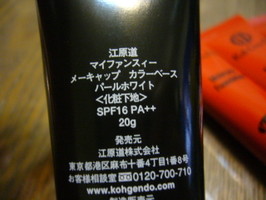 江原道
マイファンスィー
メーキャップ カラーベース
パールホワイト
<化粧下地>
SPF16 PA++
20g
発売元
江原道株式会社
東京都港区麻布十番4丁目1番8号
お客様相談室 0120-700-710
www.kohgendo.com